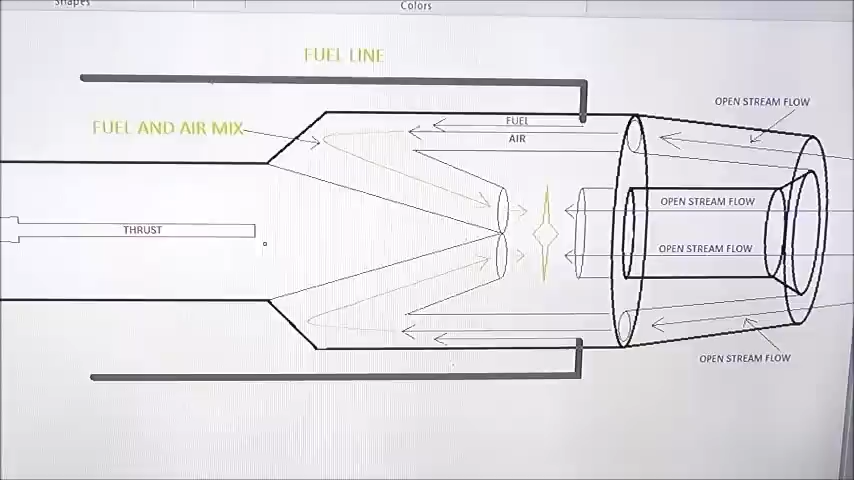 Shapes
Colors
FUEL LINE
OPEN STREAM FLOW
FUEL AND AIR MIX
FUEL
AIR
OPEN STREAM FLOW
THRUST
OPEN STREAM FLOW
OPEN STREAM FLOW